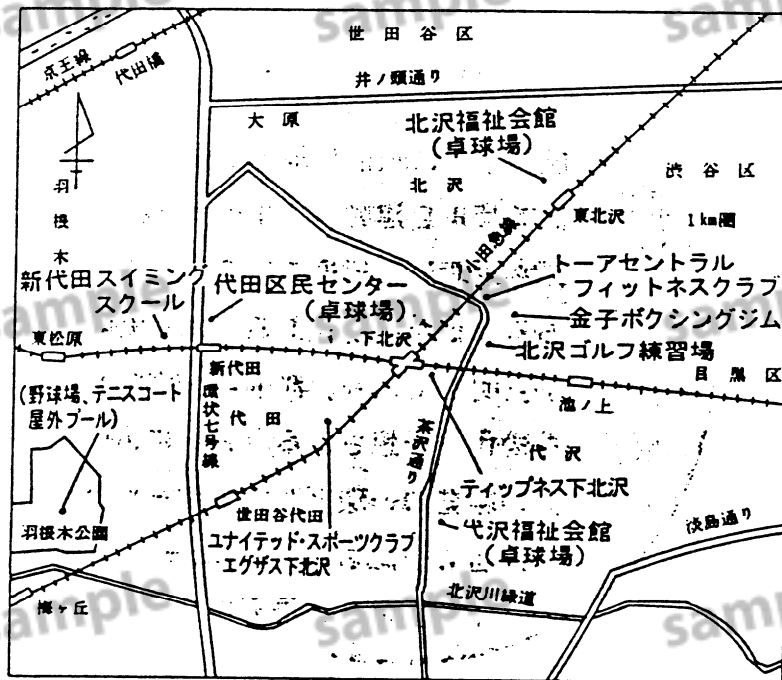 世田谷区
京王線
代田橋
井ノ頭通り
大原
北沢福祉会館
(卓球場)
羽根木
北沢
渋谷区
東北沢
1km圏
小田急線
新代田スイミング
スクール
代田区民センター
(卓球場)
トーアセントラル
フィットネスクラブ
金子ボクシングジム
北沢ゴルフ練習場
東松原
下北沢
新代田
目黒区
(野球場、テニスコート
屋外プール)
環状七号線
代田
池ノ上
茶沢通り
代沢
ティップネス下北沢
羽根木公園
世田谷代田
ユナイテッド・スポーツクラブ
エグザス下北沢
代沢福祉会館
(卓球場)
淡島通り
梅ヶ丘
北沢川緑道
sample
sample
sample
sample
sample
sample
sample
sample
sample